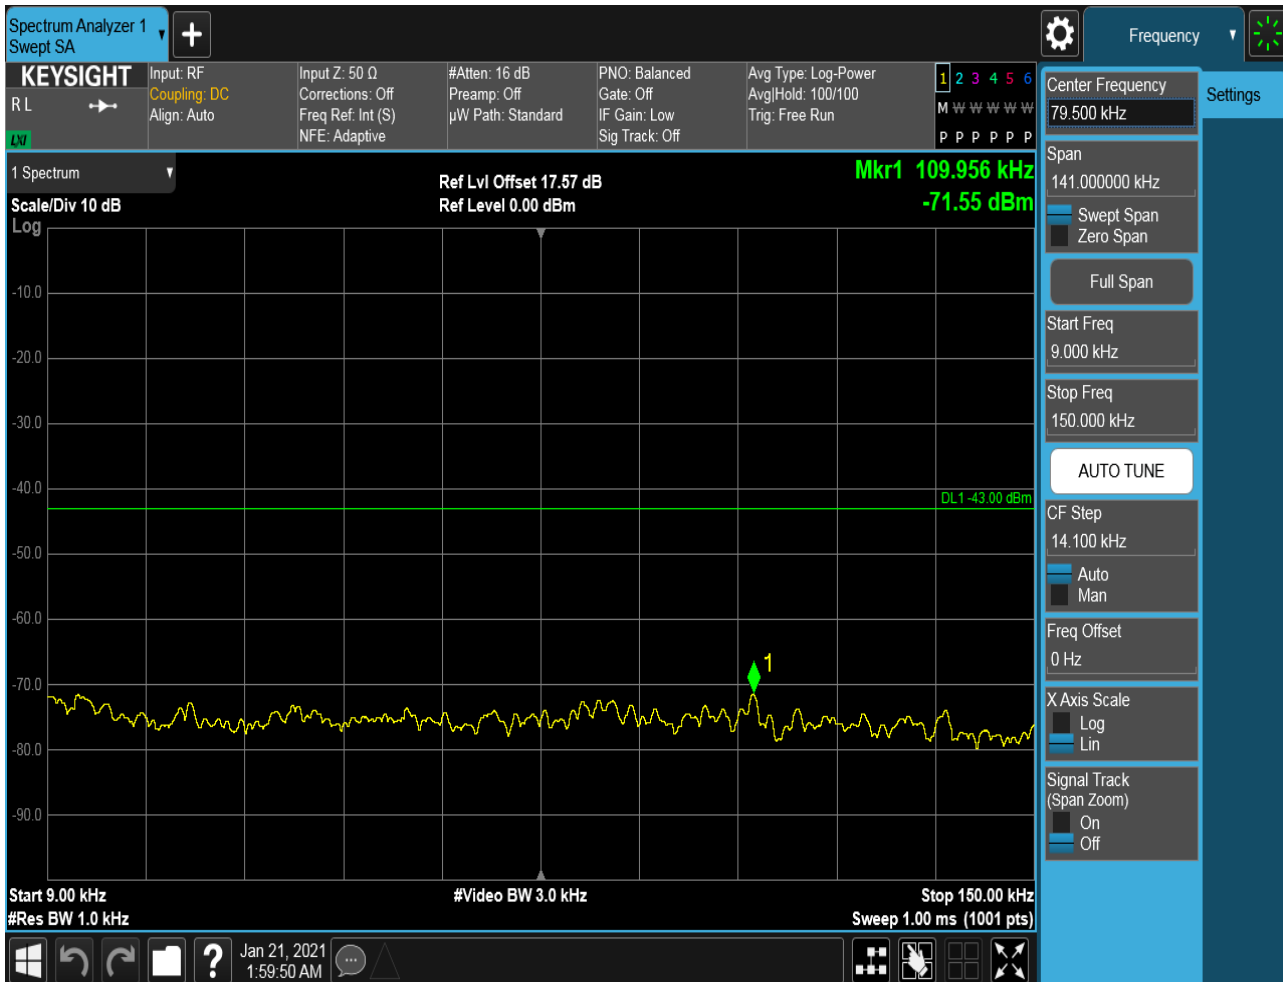 Spectrum Analyzer 1
Swept SA
+
Frequency
KEYSIGHT
R L
LXI
Input: RF
Coupling: DC
Align: Auto
Input Z: 50 Ω
Corrections: Off
Freq Ref: Int (S)
NFE: Adaptive
#Atten: 16 dB
Preamp: Off
µW Path: Standard
PNO: Balanced
Gate: Off
IF Gain: Low
Sig Track: Off
Avg Type: Log-Power
Avg|Hold: 100/100
Trig: Free Run
1 2 3 4 5 6
M W W W W W
P P P P P P
1 Spectrum
Scale/Div 10 dB
Log
Ref Lvl Offset 17.57 dB
Ref Level 0.00 dBm
Mkr1 109.956 kHz
-71.55 dBm
-10.0
-20.0
-30.0
-40.0
DL1 -43.00 dBm
-50.0
-60.0
1
-70.0
-80.0
-90.0
Start 9.00 kHz
#Video BW 3.0 kHz
Stop 150.00 kHz
#Res BW 1.0 kHz
Sweep 1.00 ms (1001 pts)
?
Jan 21, 2021
1:59:50 AM
Center Frequency
79.500 kHz
Settings
Span
141.000000 kHz
Swept Span
Zero Span
Full Span
Start Freq
9.000 kHz
Stop Freq
150.000 kHz
AUTO TUNE
CF Step
14.100 kHz
Auto
Man
Freq Offset
0 Hz
X Axis Scale
Log
Lin
Signal Track
(Span Zoom)
On
Off